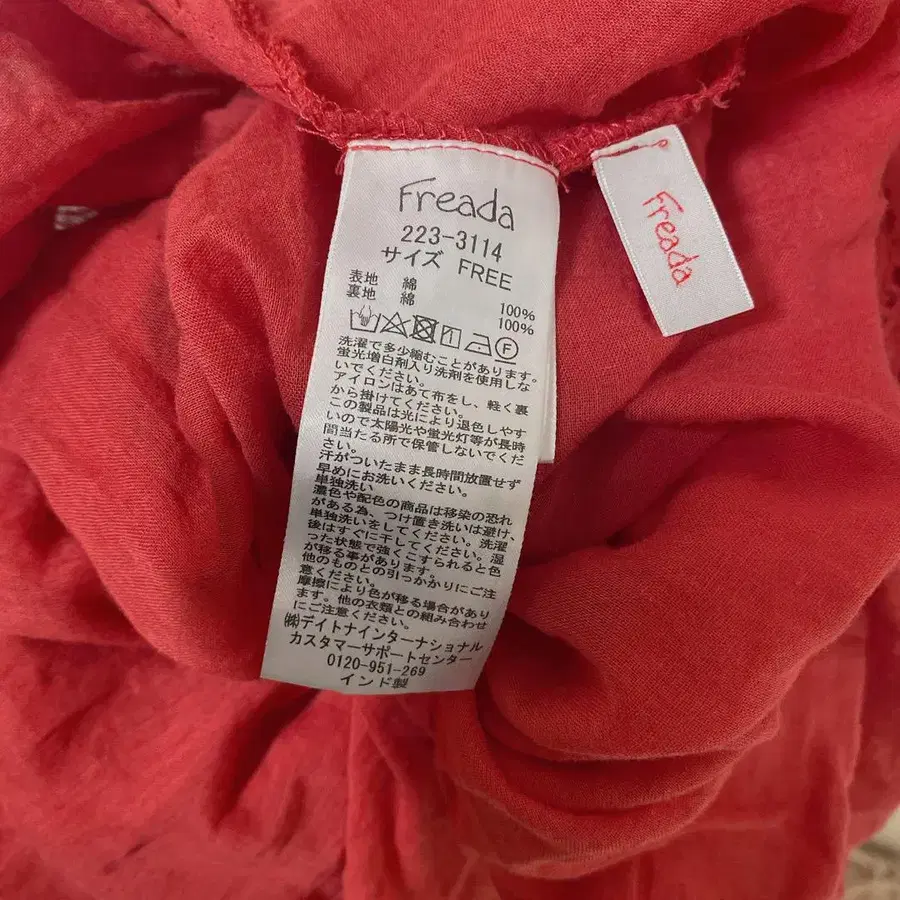 Freada
223-3114
サイズ FREE
表地 綿 100%
裏地 綿 100%
F
洗濯で多少縮むことがあります。
蛍光増白剤入り洗剤を使用しな
いでください。
アイロンはあて布をし、軽く裏
から掛けてください。
この製品は光により退色しやす
いので太陽光や蛍光灯等が長時
間当たる所で保管しないでくだ
さい。
汗がついたまま長時間放置せず
早めにお洗いください。
単独洗い
濃色や配色の商品は移染の恐れ
がある為、つけ置き洗いは避け、
単独洗いをしてください。洗濯
後はすぐに干してください。湿
った状態で強くこすられると色
が移る事があります。
他のものとの引っかかりにご注
意ください。
摩擦により色が移る場合があり
ます。他の衣類との組み合わせ
にご注意ください。
㈱デイトナインターナショナル
カスタマーサポートセンター
0120-951-269
インド製
Freada